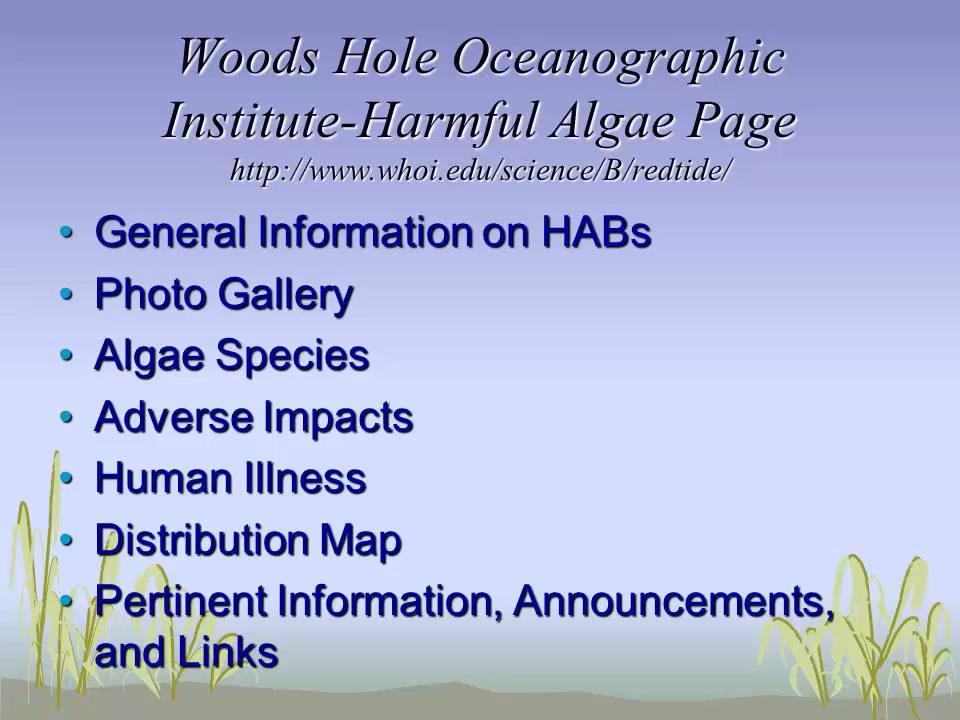 Woods Hole Oceanographic
Institute-Harmful Algae Page
http://www.whoi.edu/science/B/redtide/
• General Information on HABs
• Photo Gallery
• Algae Species
• Adverse Impacts
• Human Illness
• Distribution Map
• Pertinent Information, Announcements,
and Links